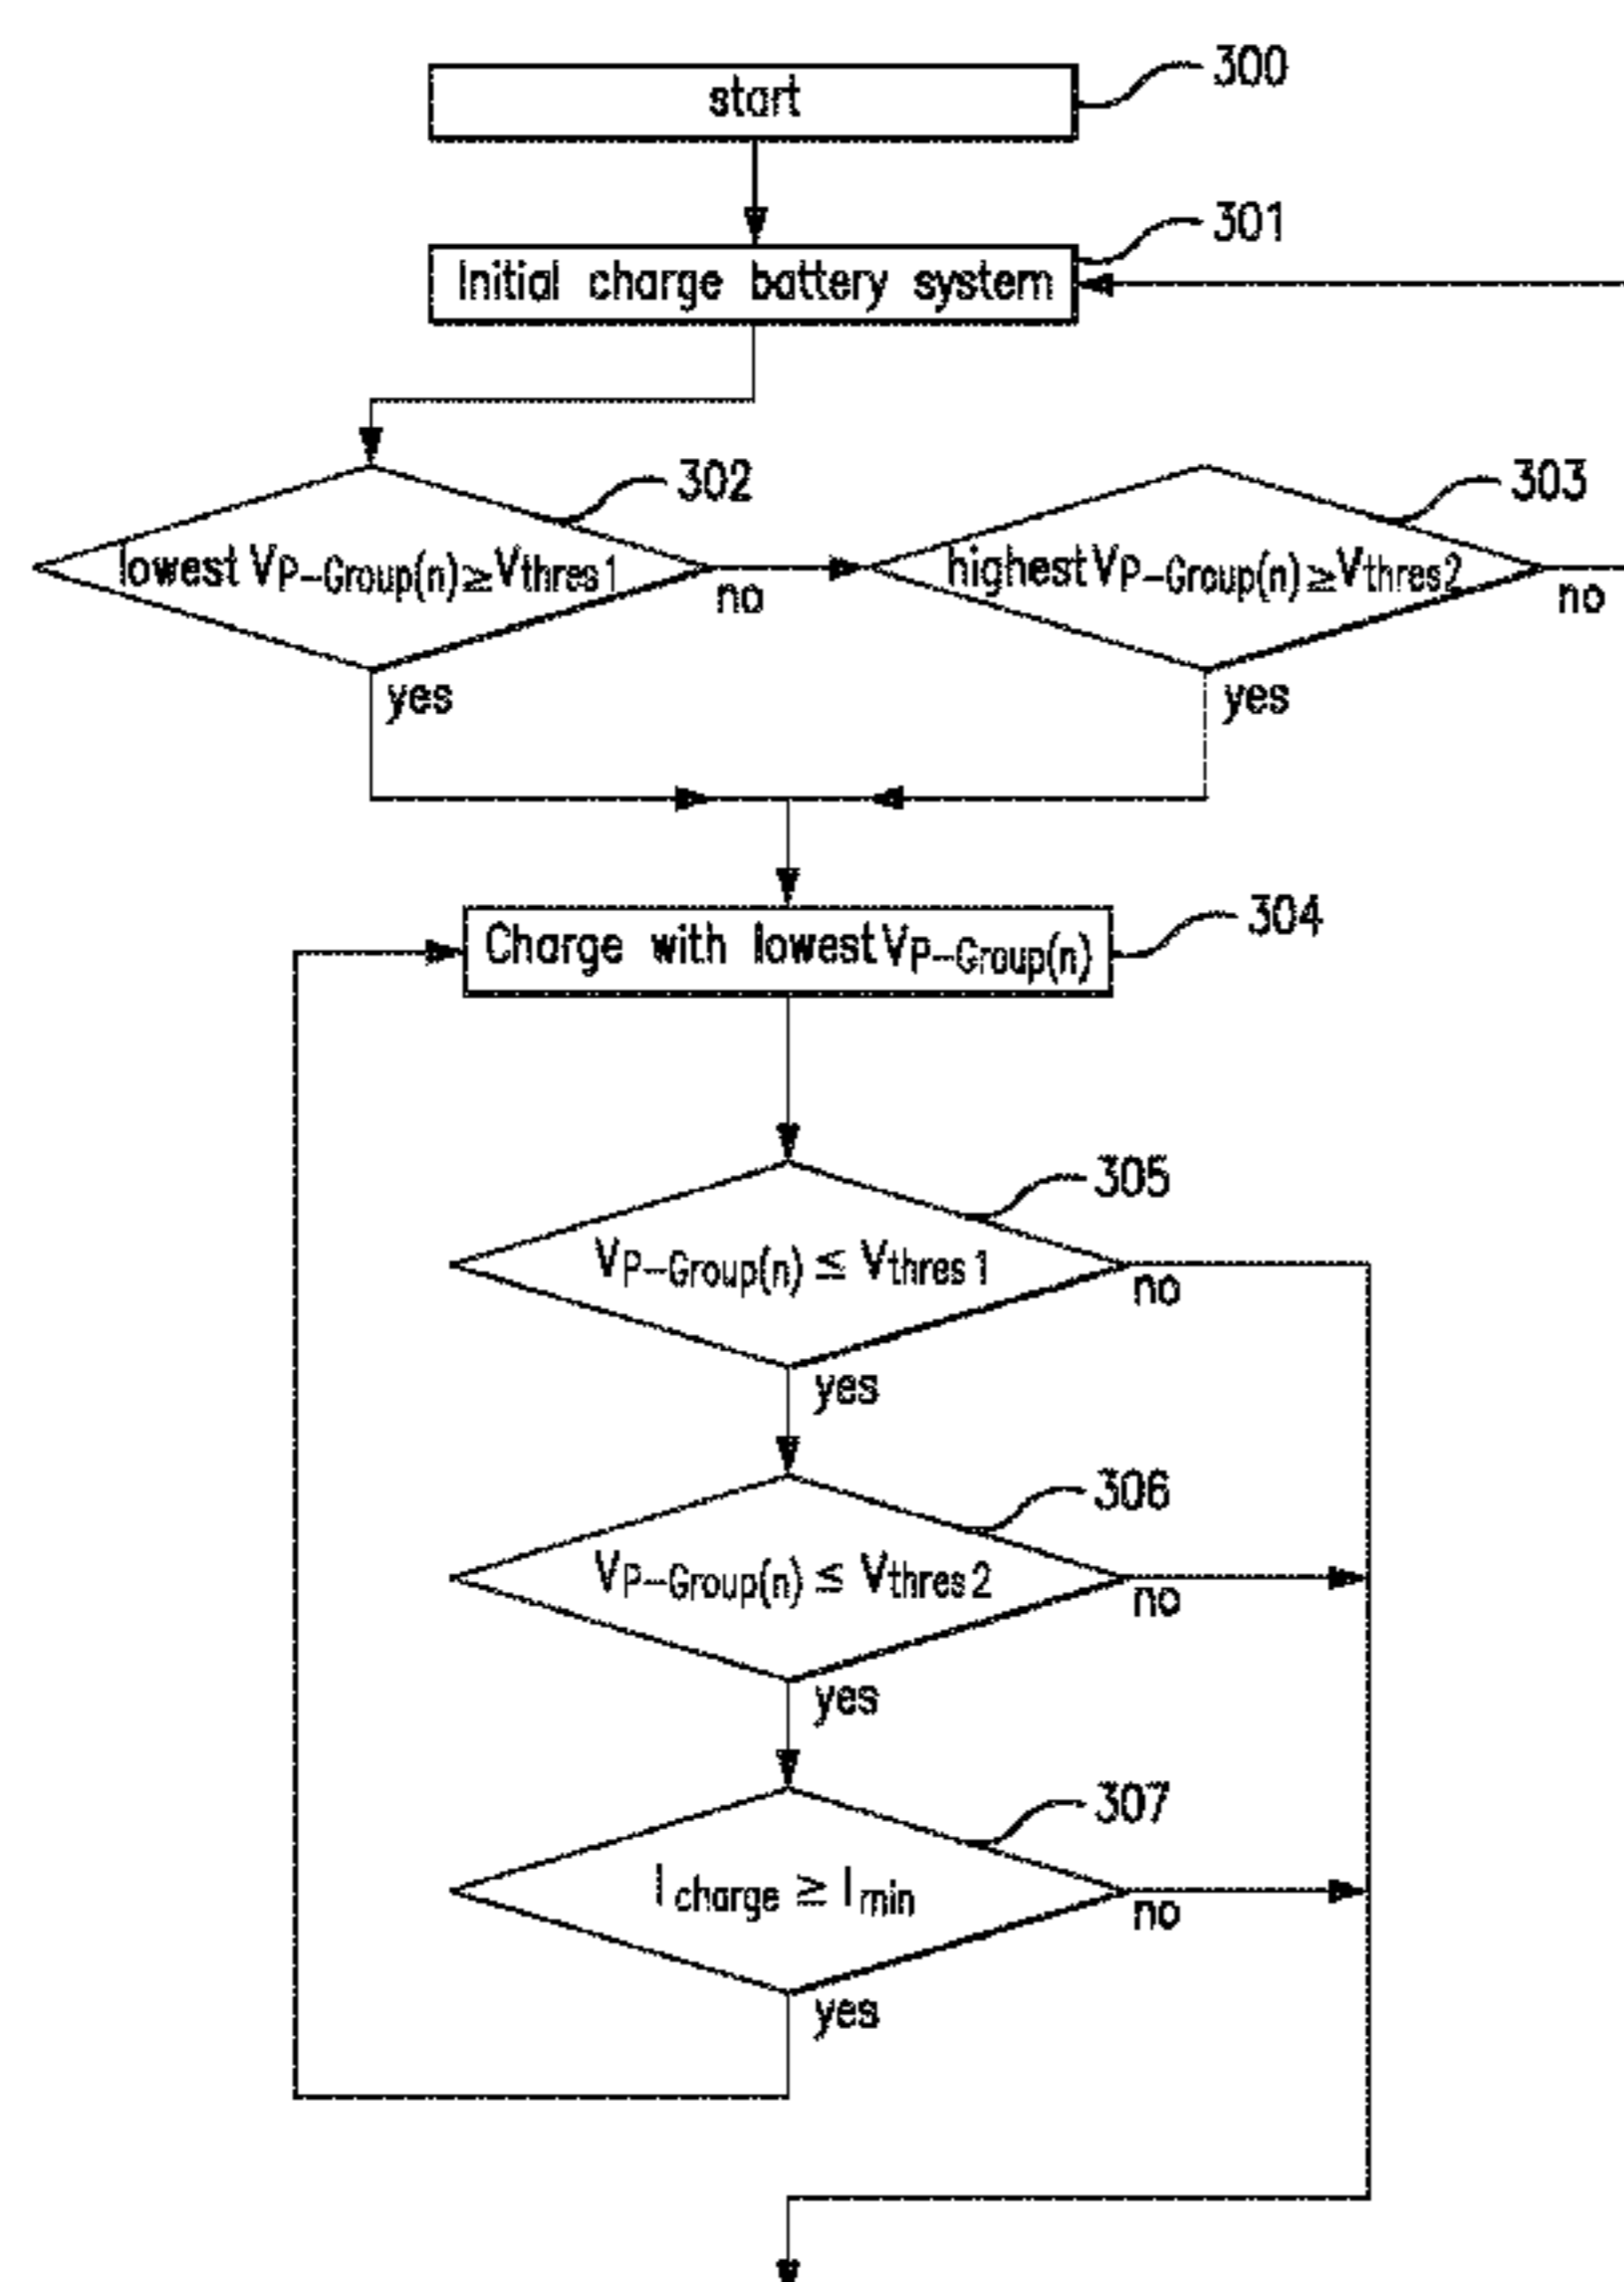 start
300
Initial charge battery system
301
302
303
lowest VP-Group(n)≥Vthres1
no
highest VP-Group(n)≥Vthres2
no
yes
yes
Charge with lowest VP-Group(n)
304
305
VP-Group(n) ≤ Vthres1
no
yes
306
VP-Group(n) ≤ Vthres2
no
yes
307
Icharge ≥ Imin
no
yes